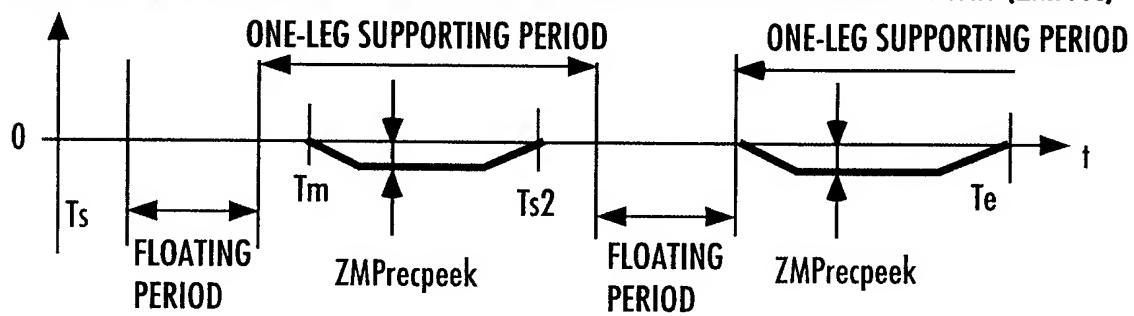 ONE-LEG SUPPORTING PERIOD
ONE-LEG SUPPORTING PERIOD
0
t
Ts
Tm
Ts2
Te
FLOATING
PERIOD
ZMPrecpeek
FLOATING
PERIOD
ZMPrecpeek